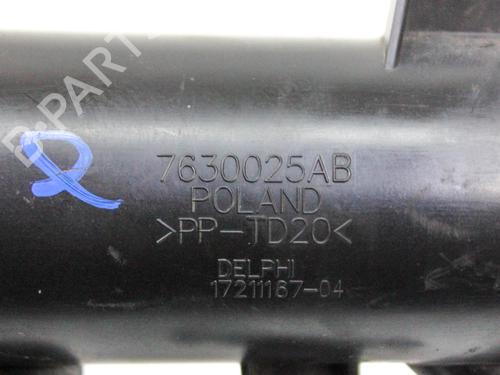 B-PARTS
7630025AB
POLAND
>PP-TD20<
DELPHI
17211167-04